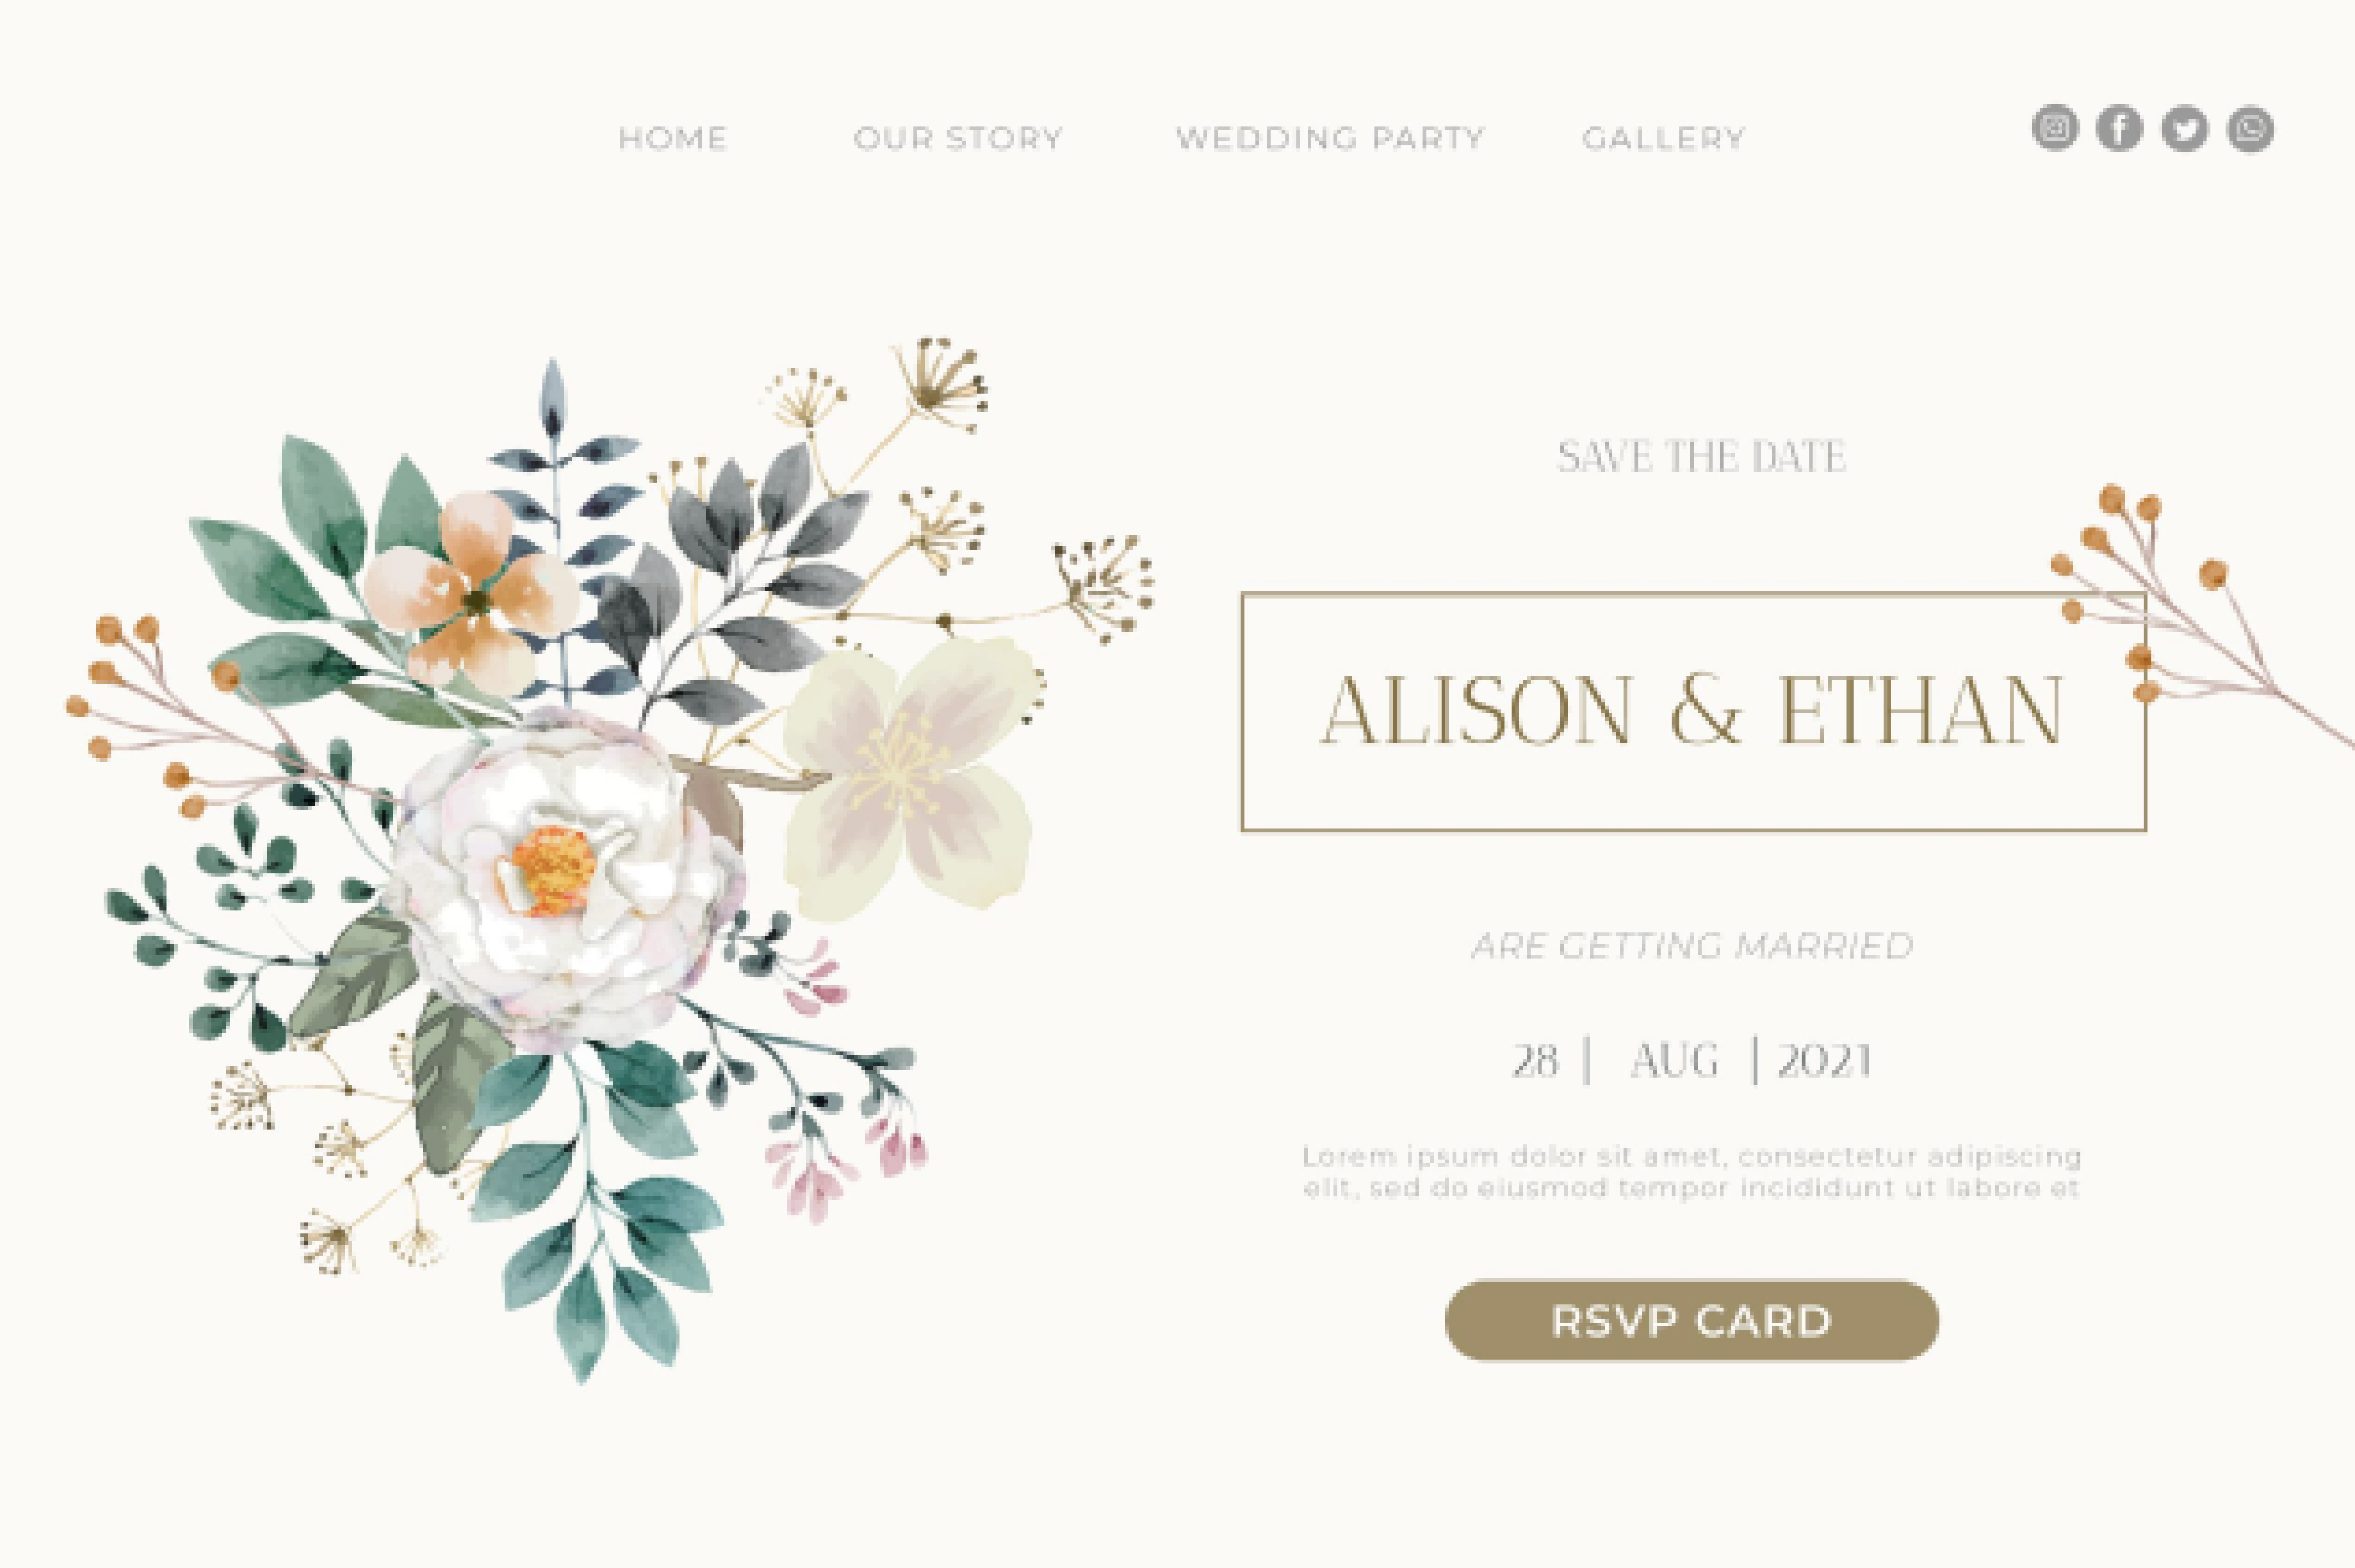 HOME OUR STORY WEDDING PARTY GALLERY
SAVE THE DATE
ALISON & ETHAN
ARE GETTING MARRIED
28 | AUG | 2021
Lorem ipsum dolor sit amet, consectetur adipiscing
elit, sed do eiusmod tempor incididunt ut labore et
RSVP CARD